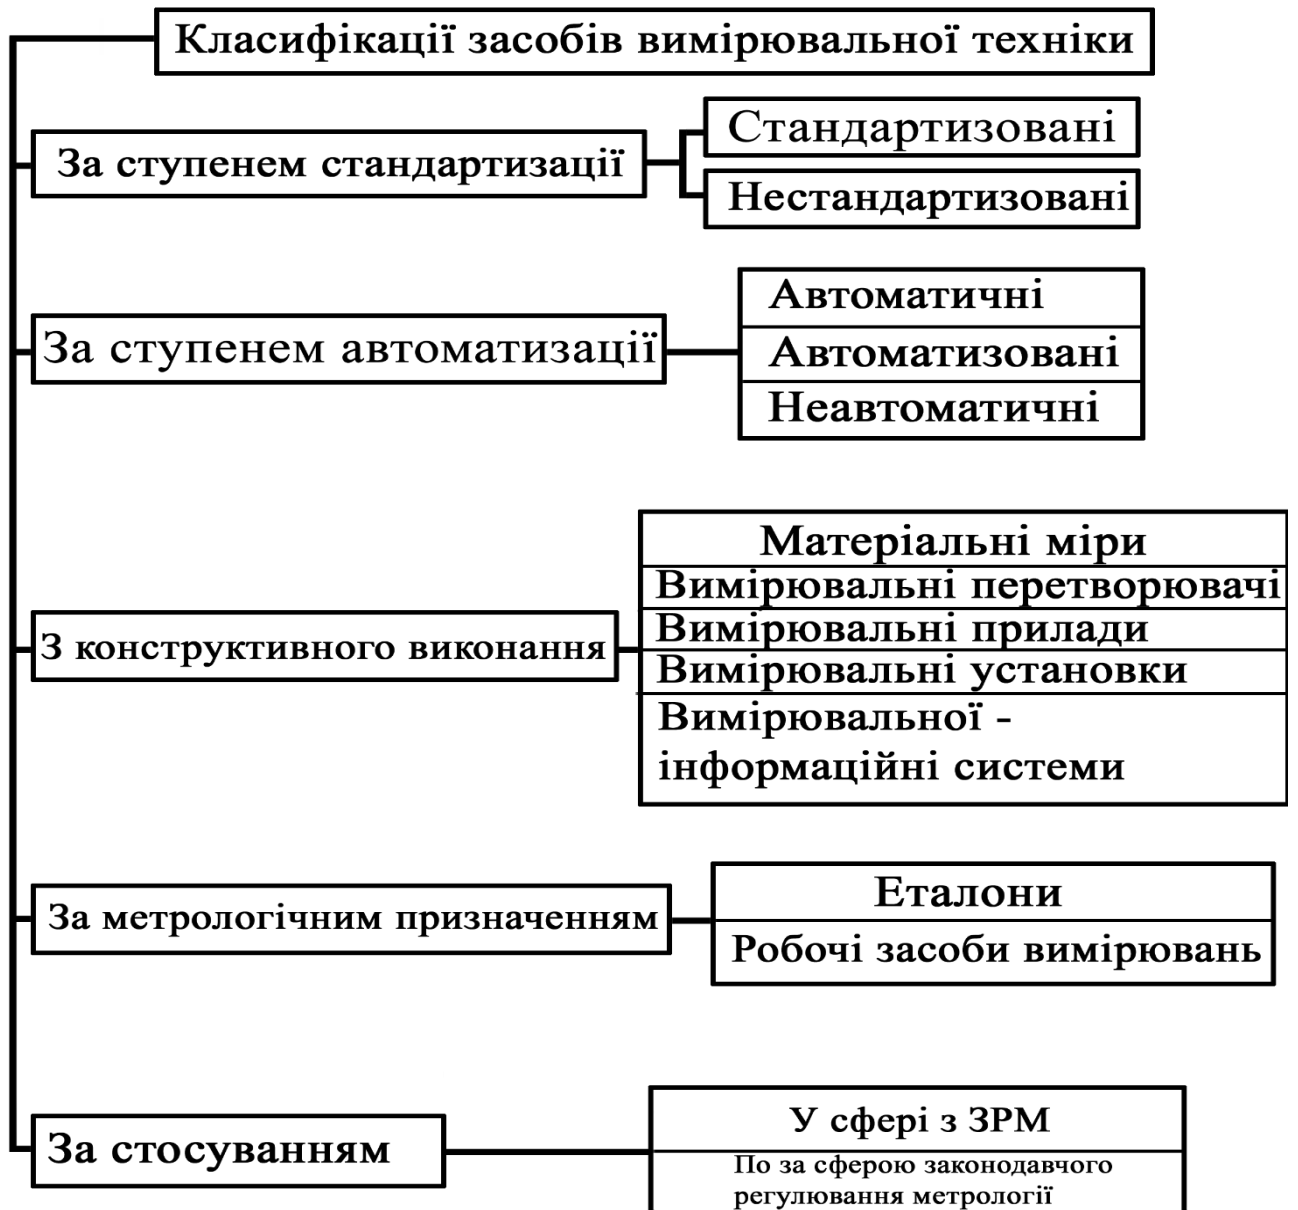 Класифікації засобів вимірювальної техніки
За ступенем стандартизації
Стандартизовані
Нестандартизовані
За ступенем автоматизації
Автоматичні
Автоматизовані
Неавтоматичні
З конструктивного виконання
Матеріальні міри
Вимірювальні перетворювачі
Вимірювальні прилади
Вимірювальні установки
Вимірювальної -
інформаційні системи
За метрологічним призначенням
Еталони
Робочі засоби вимірювань
За стосуванням
У сфері з ЗРМ
По за сферою законодавчого
регулювання метрології